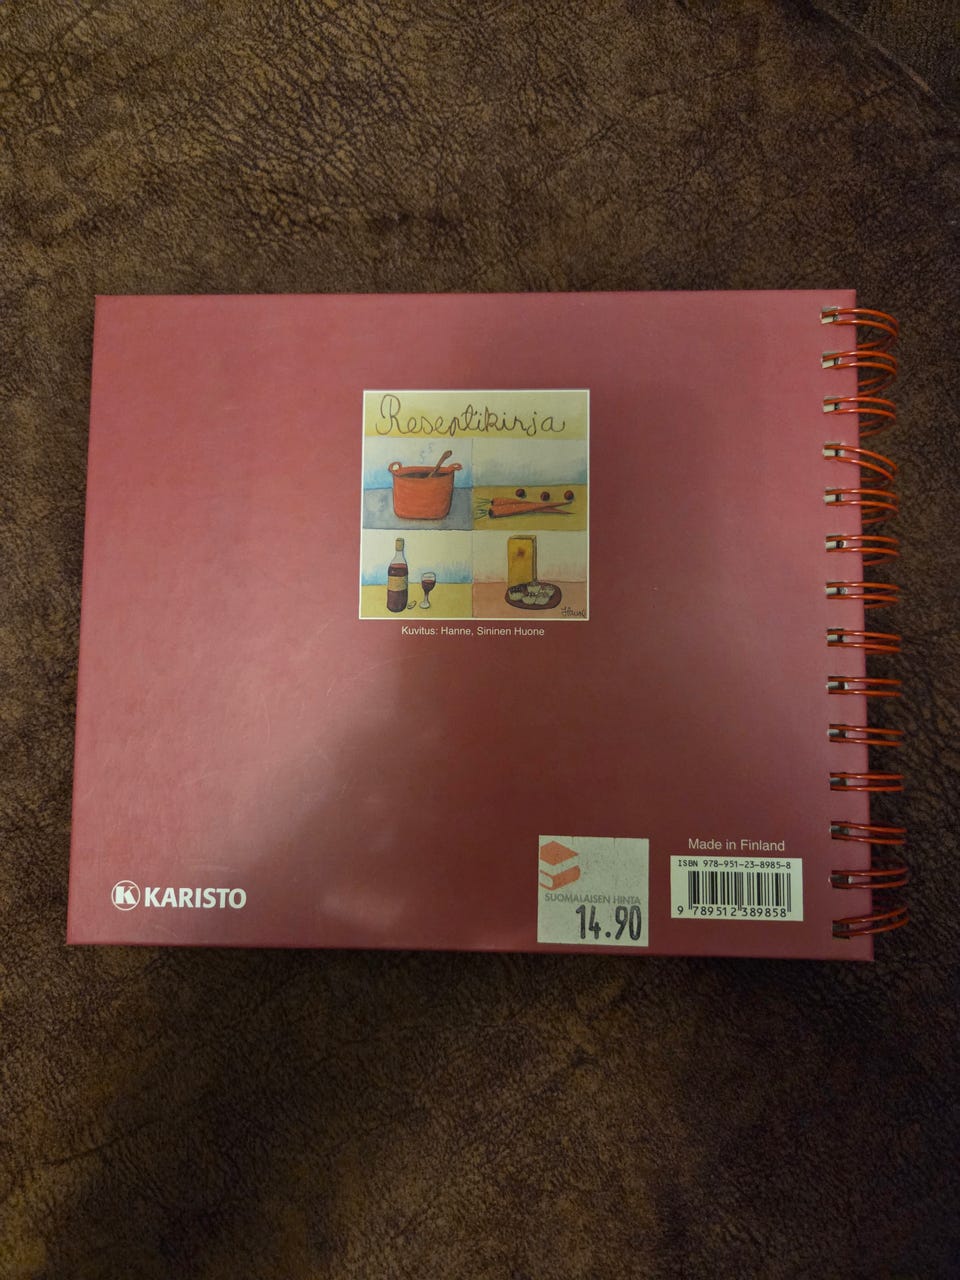 Reseptikirja
Hanne
Kuvitus: Hanne, Sininen Huone
K KARISTO
SUOMALAISEN HINTA
14.90
Made in Finland
ISBN 978-951-23-8985-8
9 789512 389858